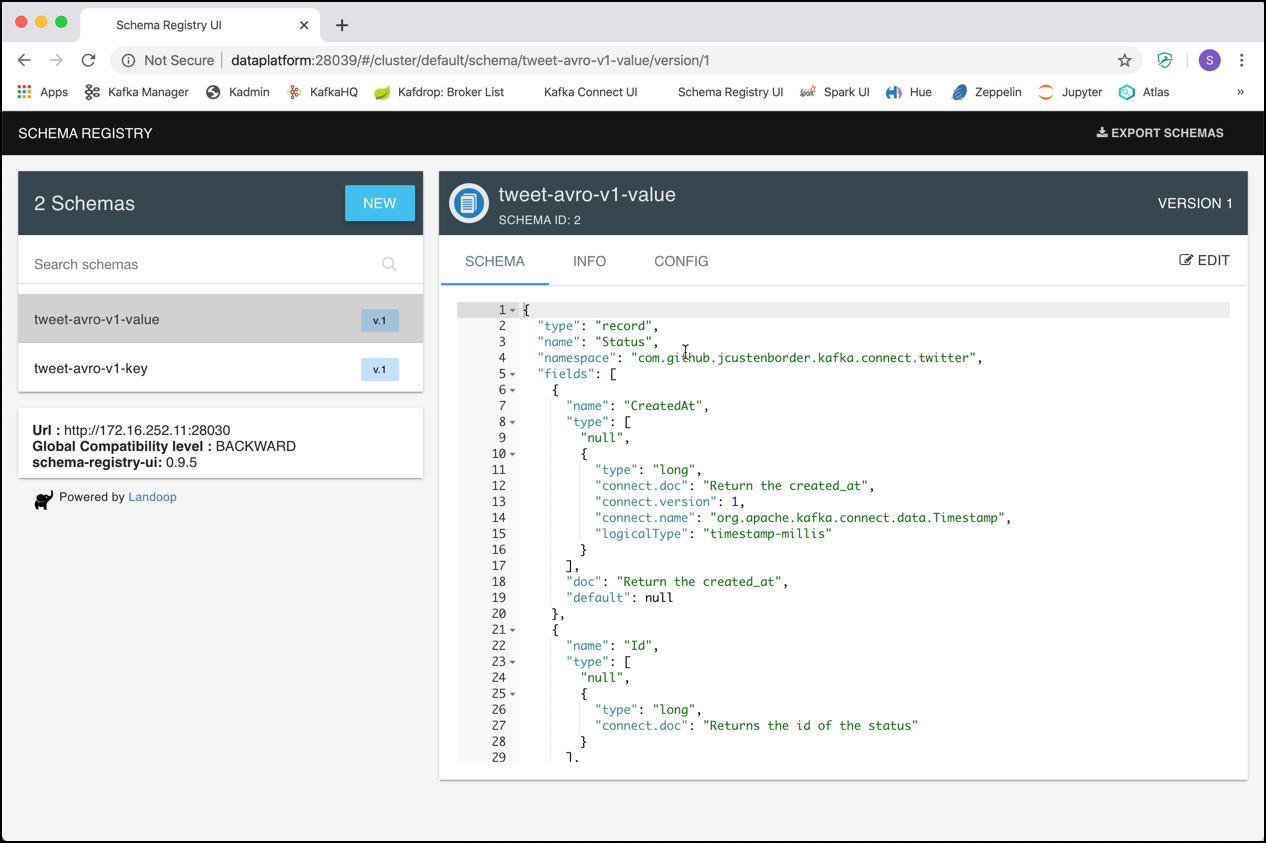 Schema Registry UI
Not Secure dataplatform:28039/#/cluster/default/schema/tweet-avro-v1-value/version/1
S
Apps Kafka Manager Kadmin KafkaHQ Kafdrop: Broker List Kafka Connect UI Schema Registry UI Spark UI Hue Zeppelin Jupyter Atlas »
SCHEMA REGISTRY
EXPORT SCHEMAS
2 Schemas
NEW
Search schemas
tweet-avro-v1-value v.1
tweet-avro-v1-key v.1
Url : http://172.16.252.11:28030
Global Compatibility level : BACKWARD
schema-registry-ui: 0.9.5
Powered by Landoop
tweet-avro-v1-value
SCHEMA ID: 2
VERSION 1
SCHEMA INFO CONFIG EDIT
1 {
2 "type": "record",
3 "name": "Status",
4 "namespace": "com.github.jcustenborder.kafka.connect.twitter",
5 "fields": [
6 {
7 "name": "CreatedAt",
8 "type": [
9 "null",
10 {
11 "type": "long",
12 "connect.doc": "Return the created_at",
13 "connect.version": 1,
14 "connect.name": "org.apache.kafka.connect.data.Timestamp",
15 "logicalType": "timestamp-millis"
16 }
17 ],
18 "doc": "Return the created_at",
19 "default": null
20 },
21 {
22 "name": "Id",
23 "type": [
24 "null",
25 {
26 "type": "long",
27 "connect.doc": "Returns the id of the status"
28 }
29 ],